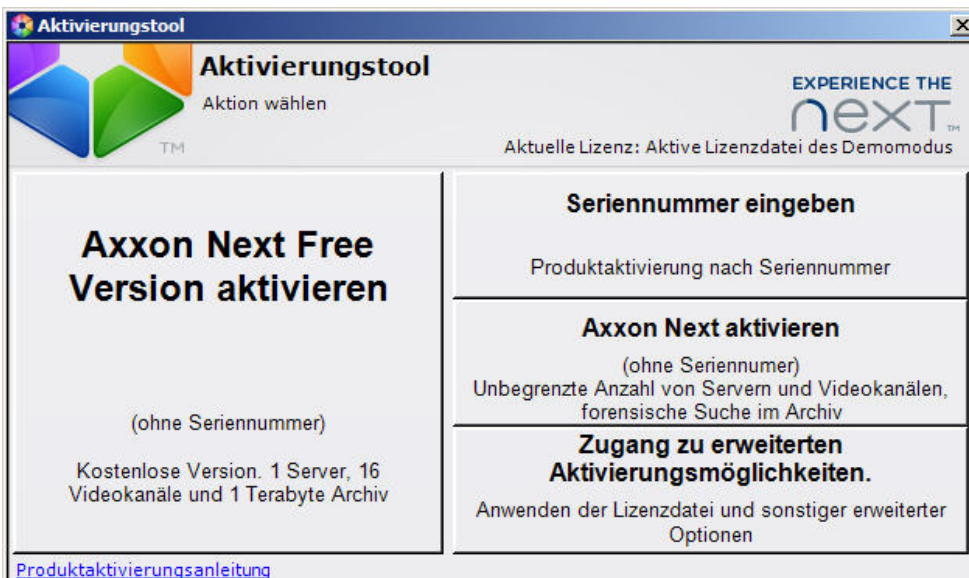 Aktivierungstool
Aktivierungstool
Aktion wählen
TM
EXPERIENCE THE
next™
Aktuelle Lizenz: Aktive Lizenzdatei des Demomodus
Axxon Next Free
Version aktivieren
(ohne Seriennummer)
Kostenlose Version. 1 Server, 16
Videokanäle und 1 Terabyte Archiv
Seriennummer eingeben
Produktaktivierung nach Seriennummer
Axxon Next aktivieren
(ohne Seriennumer)
Unbegrenzte Anzahl von Servern und Videokanälen,
forensische Suche im Archiv
Zugang zu erweiterten
Aktivierungsmöglichkeiten.
Anwenden der Lizenzdatei und sonstiger erweiterter
Optionen
Produktaktivierungsanleitung